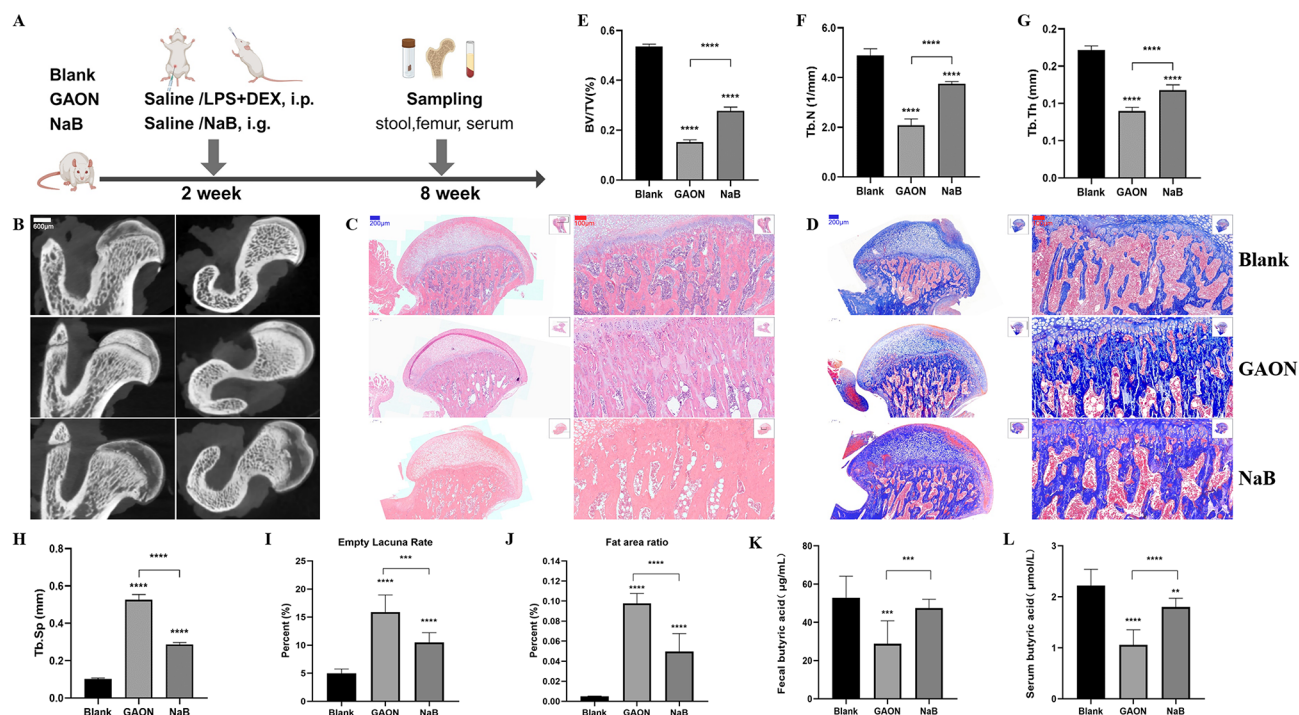 A
Blank
GAON
NaB
Saline /LPS+DEX, i.p.
Saline /NaB, i.g.
Sampling
stool,femur, serum
2 week
8 week
E
BV/TV(%)
0.6
0.4
0.2
0.0
****
****
****
Blank GAON NaB
F
Tb.N (1/mm)
6.0
4.0
2.0
0.0
****
****
****
Blank GAON NaB
G
Tb.Th (mm)
0.2
0.2
0.1
0.1
0.0
****
****
****
Blank GAON NaB
B
600μm
C
200μm
100μm
D
200μm
Blank
GAON
NaB
H
Tb.Sp (mm)
0.8
0.6
0.4
0.2
0.0
****
****
****
Blank GAON NaB
I
Empty Lacuna Rate
Percent (%)
25
20
15
10
5
0
***
****
****
Blank GAON NaB
J
Fat area ratio
Percent (%)
0.14
0.12
0.10
0.08
0.06
0.04
0.02
0.00
****
****
****
Blank GAON NaB
K
Fecal butyric acid( μg/mL)
80
60
40
20
0
***
***
Blank GAON NaB
L
Serum butyric acid( μmol/L)
3
2
1
0
****
****
**
Blank GAON NaB